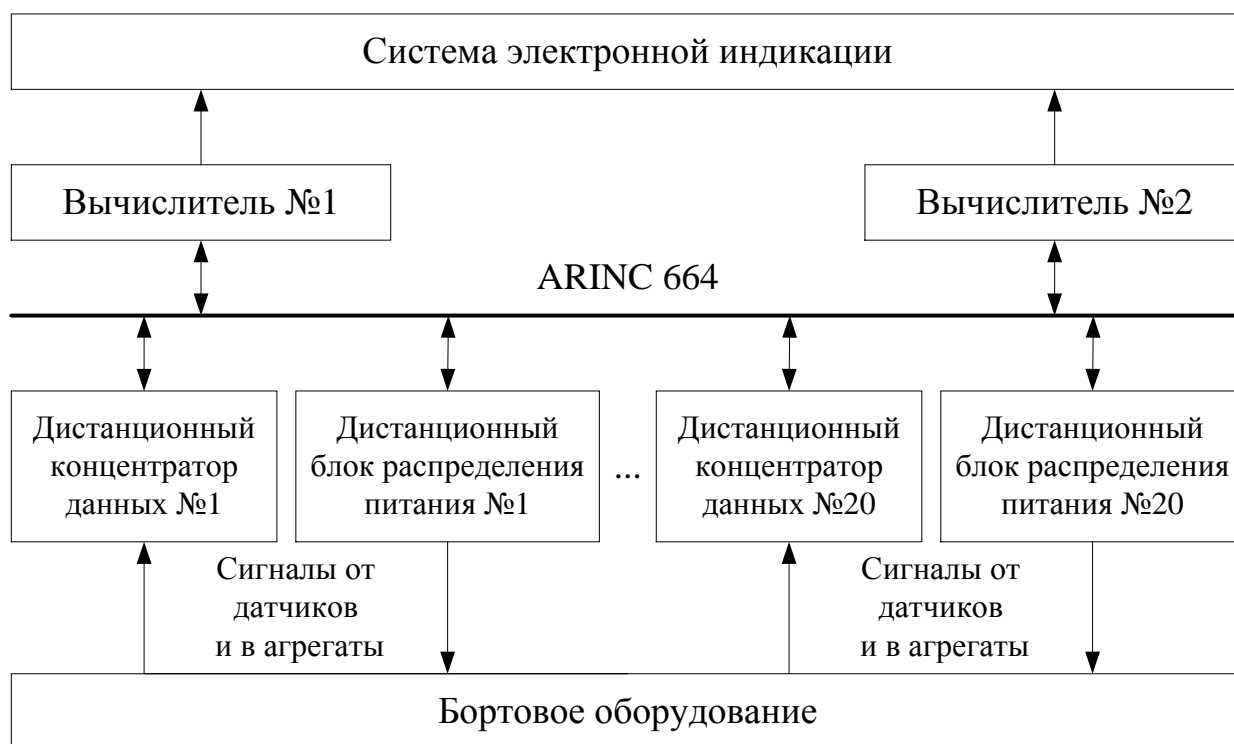 Система электронной индикации
Вычислитель №1
Вычислитель №2
ARINC 664
Дистанционный
концентратор
данных №1
Дистанционный
блок распределения
питания №1
...
Дистанционный
концентратор
данных №20
Дистанционный
блок распределения
питания №20
Сигналы от
датчиков
и в агрегаты
Сигналы от
датчиков
и в агрегаты
Бортовое оборудование